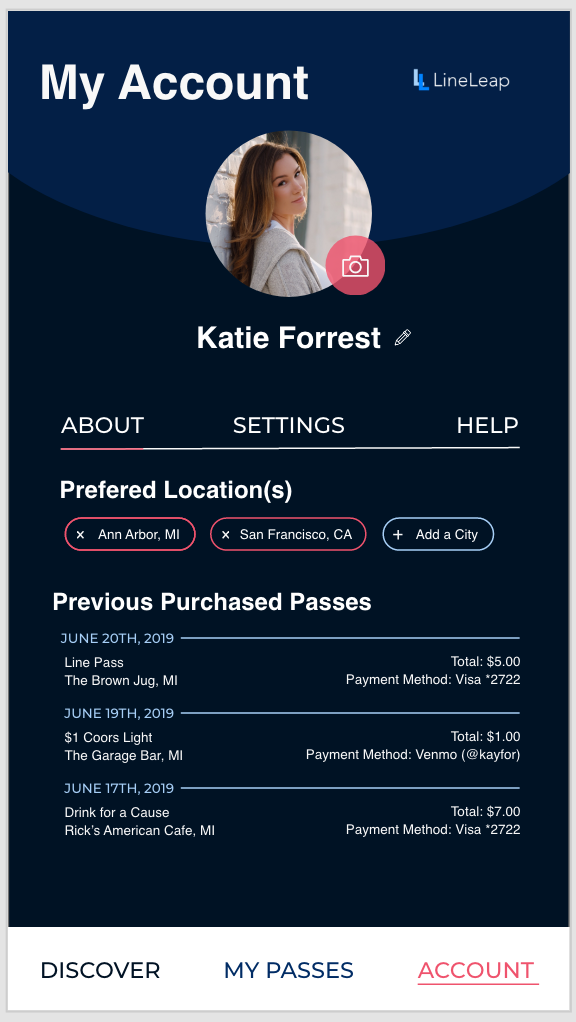 My Account
LineLeap
Katie Forrest
ABOUT SETTINGS HELP
Prefered Location(s)
× Ann Arbor, MI × San Francisco, CA + Add a City
Previous Purchased Passes
JUNE 20TH, 2019
Line Pass Total: $5.00
The Brown Jug, MI Payment Method: Visa *2722
JUNE 19TH, 2019
$1 Coors Light Total: $1.00
The Garage Bar, MI Payment Method: Venmo (@kayfor)
JUNE 17TH, 2019
Drink for a Cause Total: $7.00
Rick's American Cafe, MI Payment Method: Visa *2722
DISCOVER MY PASSES ACCOUNT